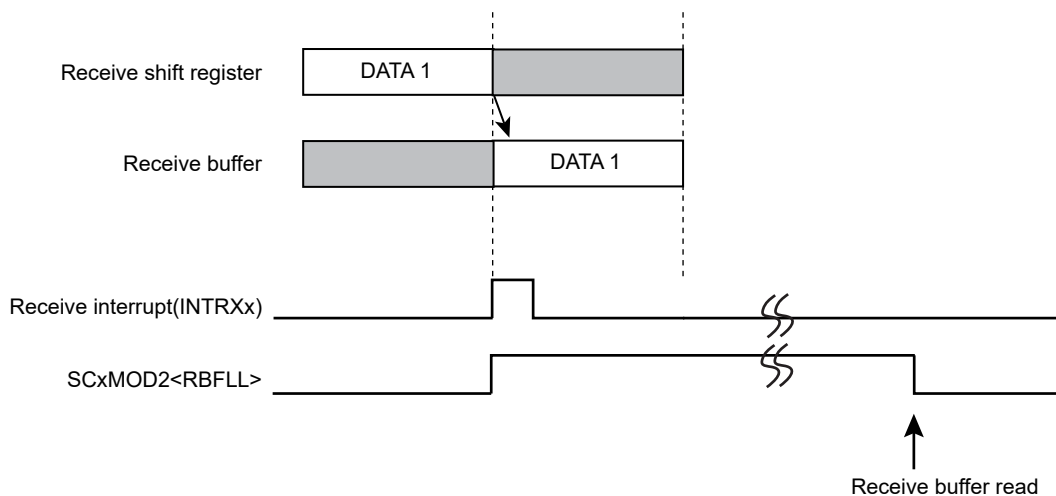 Receive shift register
DATA 1
Receive buffer
DATA 1
Receive interrupt(INTRXx)
SCxMOD2<RBFLL>
Receive buffer read